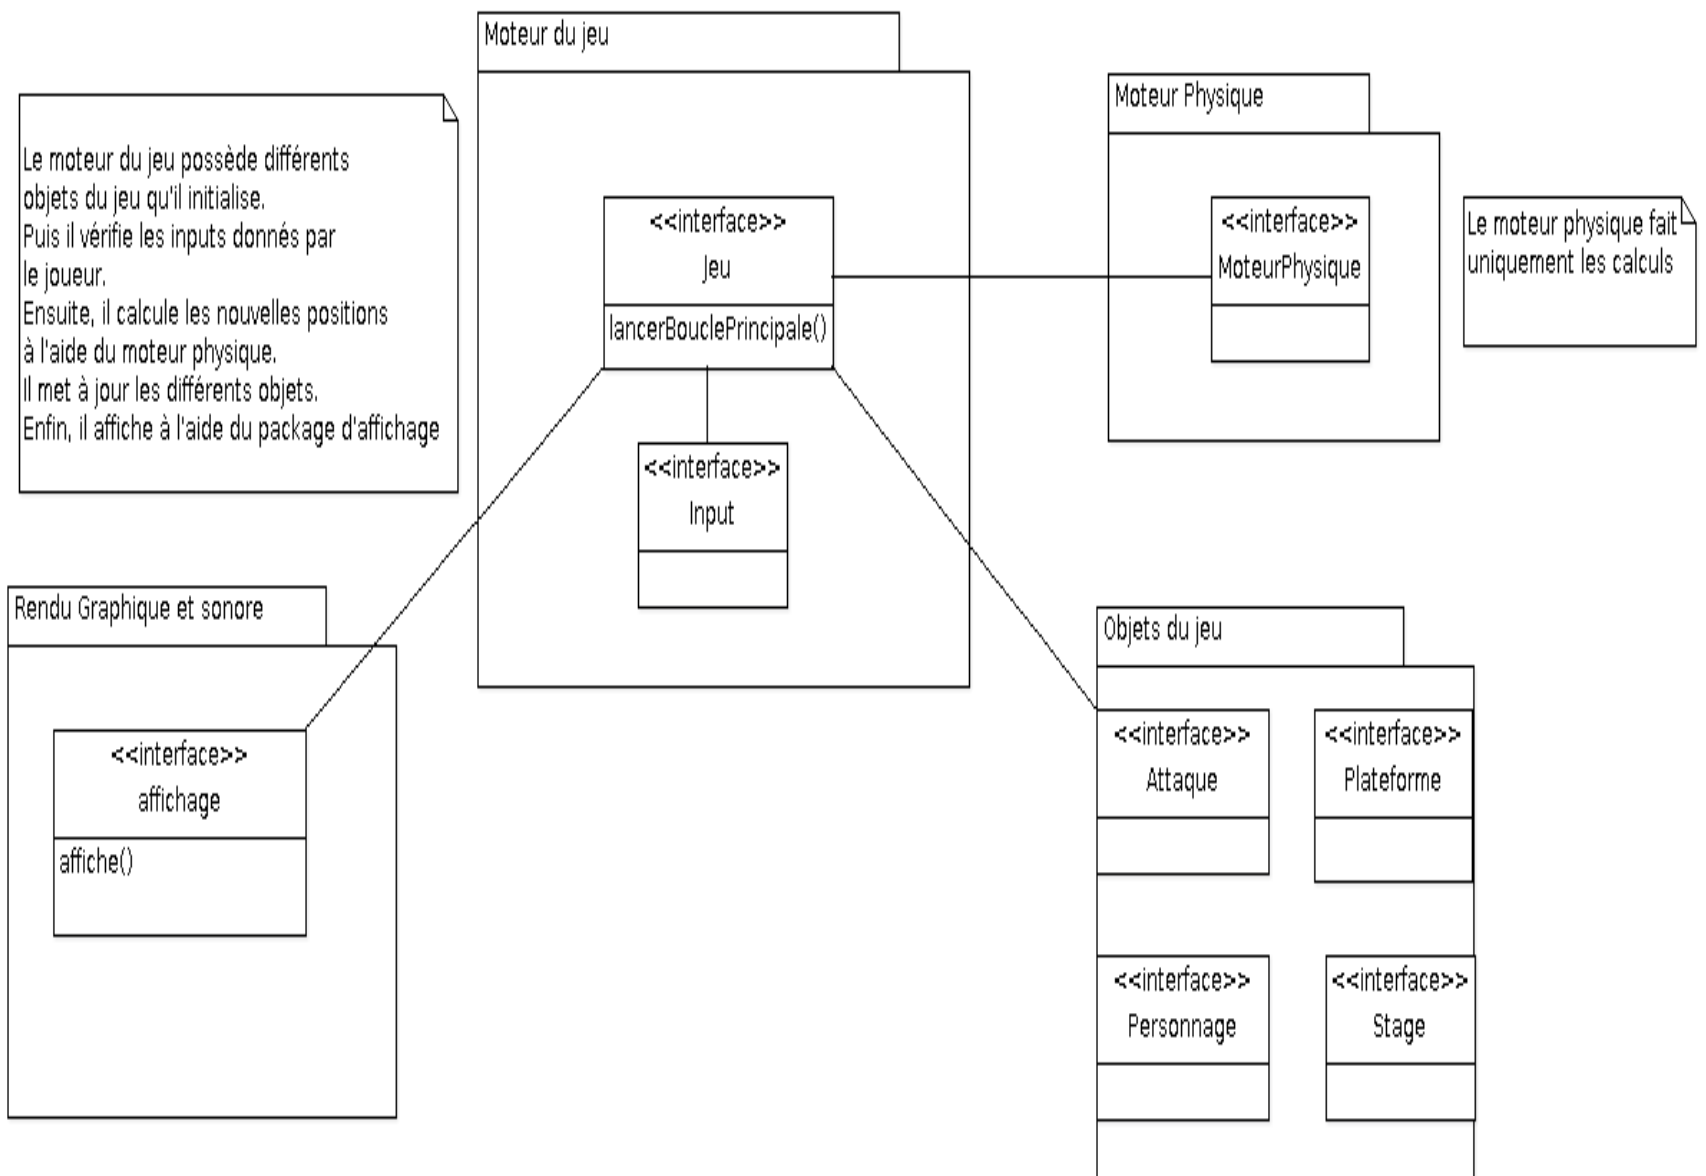 Moteur du jeu
Moteur Physique
Le moteur du jeu possède différents
objets du jeu qu'il initialise.
Puis il vérifie les inputs donnés par
le joueur.
Ensuite, il calcule les nouvelles positions
à l'aide du moteur physique.
Il met à jour les différents objets.
Enfin, il affiche à l'aide du package d'affichage
<<interface>>
Jeu
lancerBouclePrincipale()
<<interface>>
MoteurPhysique
Le moteur physique fait
uniquement les calculs
<<interface>>
Input
Rendu Graphique et sonore
<<interface>>
affichage
affiche()
Objets du jeu
<<interface>>
Attaque
<<interface>>
Plateforme
<<interface>>
Personnage
<<interface>>
Stage